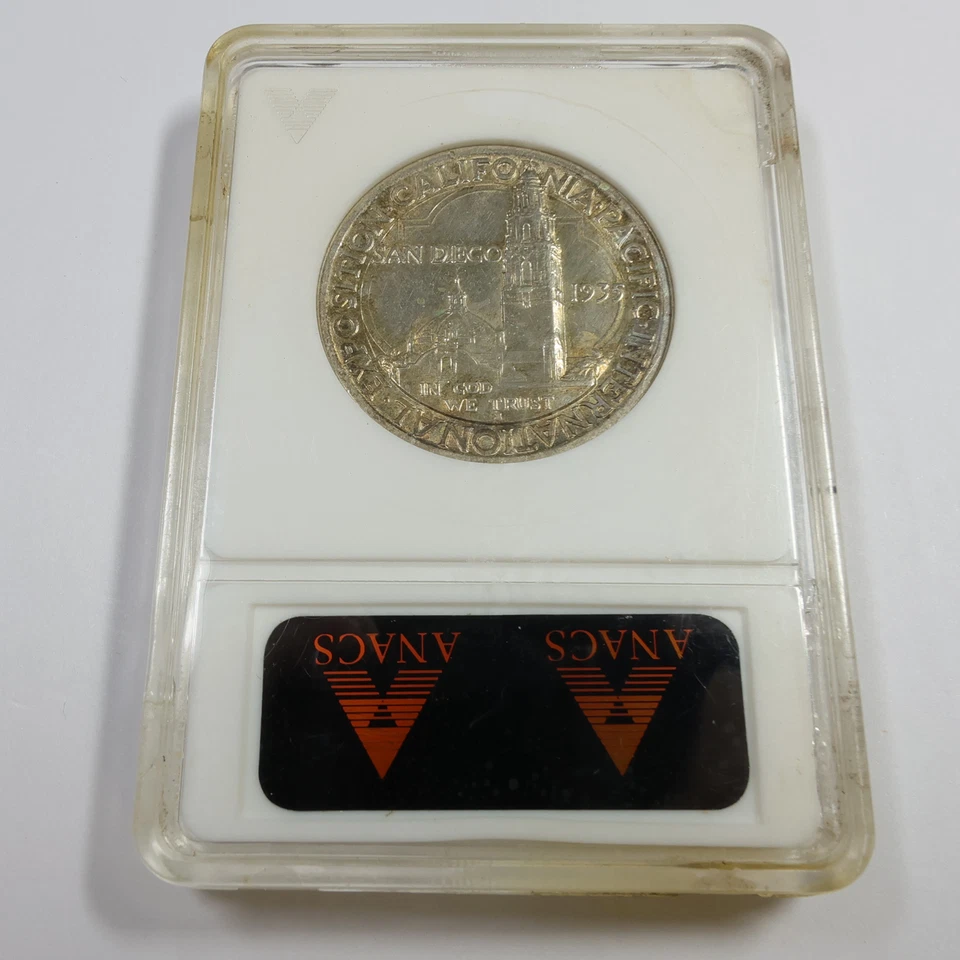 CALIFORNIA·PACIFIC·INTERNATIONAL·EXPOSITION·
SAN DIEGO
1935
IN GOD
WE TRUST
S
ANACS ANACS